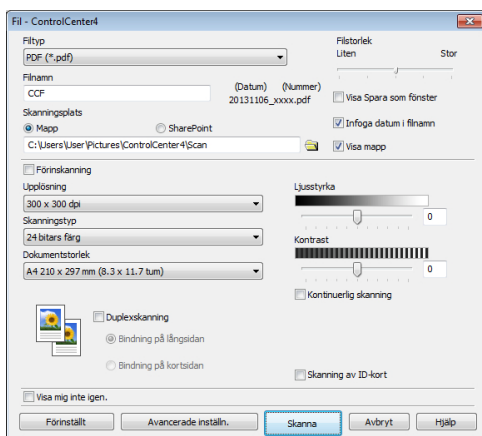 Fil - ControlCenter4
Filtyp
PDF (*.pdf)
Filstorlek
Liten Stor
Filnamn
CCF
(Datum) (Nummer)
20131106_xxxx.pdf
Visa Spara som fönster
Skanningsplats
Mapp SharePoint
Infoga datum i filnamn
C:\Users\User\Pictures\ControlCenter4\Scan
Visa mapp
Förinskanning
Upplösning
300 x 300 dpi
Skanningstyp
24 bitars färg
Dokumentstorlek
A4 210 x 297 mm (8.3 x 11.7 tum)
Ljusstyrka
0
Kontrast
0
Kontinuerlig skanning
Duplexskanning
Bindning på långsidan
Bindning på kortsidan
Skanning av ID-kort
Visa mig inte igen.
Förinställt Avancerade inställn. Skanna Avbryt Hjälp